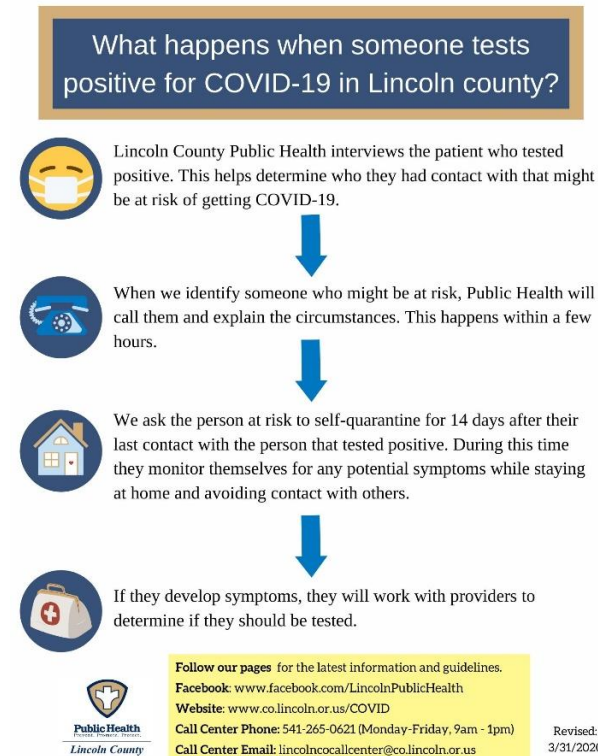 What happens when someone tests
positive for COVID-19 in Lincoln county?
Lincoln County Public Health interviews the patient who tested
positive. This helps determine who they had contact with that might
be at risk of getting COVID-19.
When we identify someone who might be at risk, Public Health will
call them and explain the circumstances. This happens within a few
hours.
We ask the person at risk to self-quarantine for 14 days after their
last contact with the person that tested positive. During this time
they monitor themselves for any potential symptoms while staying
at home and avoiding contact with others.
If they develop symptoms, they will work with providers to
determine if they should be tested.
Follow our pages for the latest information and guidelines.
Facebook: www.facebook.com/LincolnPublicHealth
Website: www.co.lincoln.or.us/COVID
Call Center Phone: 541-265-0621 (Monday-Friday, 9am - 1pm)
Call Center Email: lincolncocallcenter@co.lincoln.or.us
Public Health
Prevent. Promote. Protect.
Lincoln County
Revised:
3/31/2020